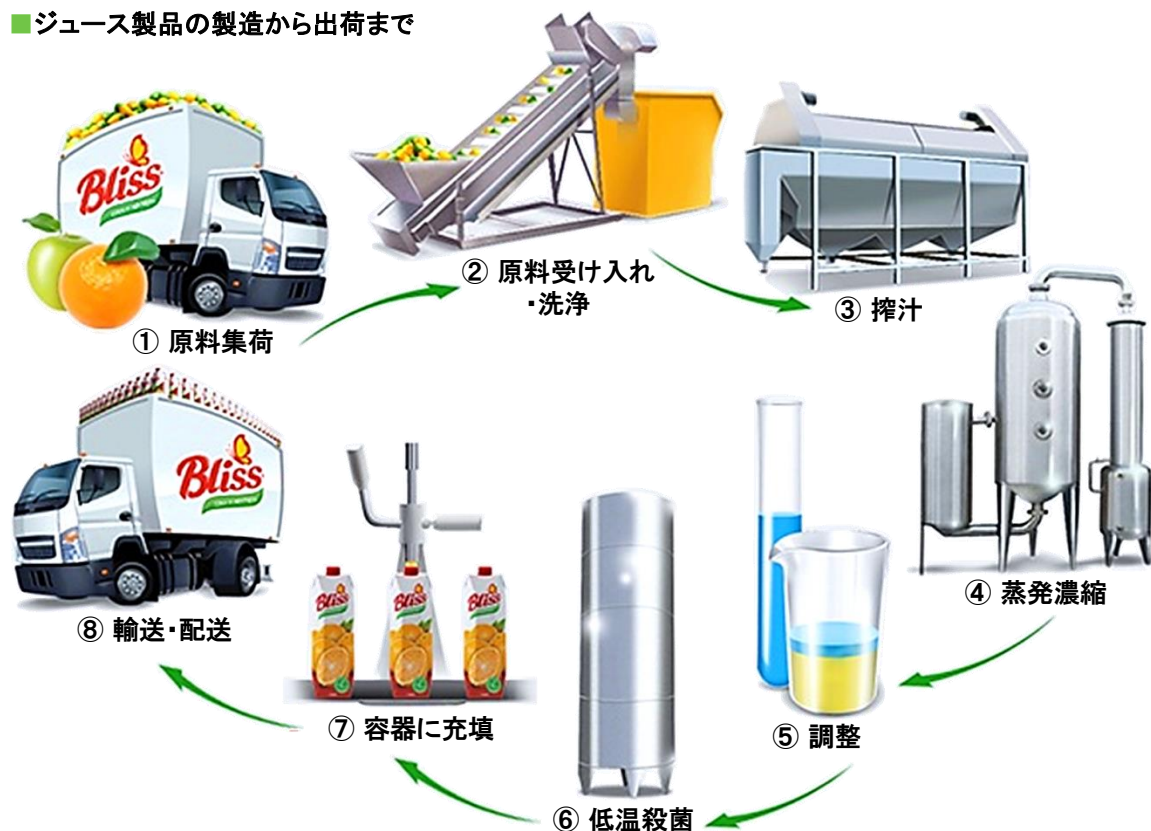 ■ジュース製品の製造から出荷まで
Bliss
① 原料集荷
② 原料受け入れ
・洗浄
③ 搾汁
④ 蒸発濃縮
⑤ 調整
⑥ 低温殺菌
Bliss
Bliss
Bliss
⑦ 容器に充填
Bliss
⑧ 輸送・配送